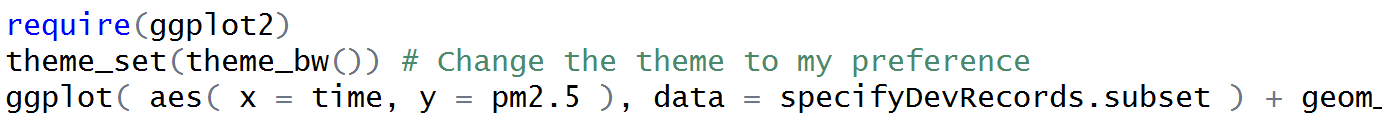 require(ggplot2)
theme_set(theme_bw()) # Change the theme to my preference
ggplot( aes( x = time, y = pm2.5 ), data = specifyDevRecords.subset ) + geom_